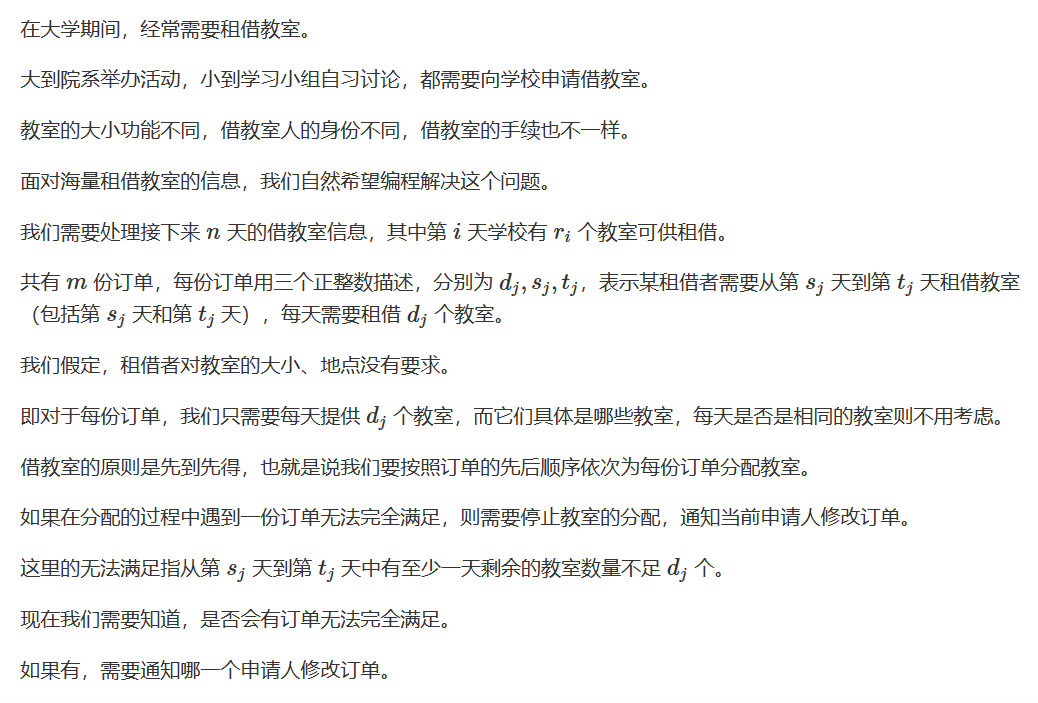 在大学期间，经常需要租借教室。
大到院系举办活动，小到学习小组自习讨论，都需要向学校申请借教室。
教室的大小功能不同，借教室人的身份不同，借教室的手续也不一样。
面对海量租借教室的信息，我们自然希望编程解决这个问题。
我们需要处理接下来 n 天的借教室信息，其中第 i 天学校有 r_i 个教室可供租借。
共有 m 份订单，每份订单用三个正整数描述，分别为 d_j, s_j, t_j，表示某租借者需要从第 s_j 天到第 t_j 天租借教室
（包括第 s_j 天和第 t_j 天），每天需要租借 d_j 个教室。
我们假定，租借者对教室的大小、地点没有要求。
即对于每份订单，我们只需要每天提供 d_j 个教室，而它们具体是哪些教室，每天是否是相同的教室则不用考虑。
借教室的原则是先到先得，也就是说我们要按照订单的先后顺序依次为每份订单分配教室。
如果在分配的过程中遇到一份订单无法完全满足，则需要停止教室的分配，通知当前申请人修改订单。
这里的无法满足指从第 s_j 天到第 t_j 天中有至少一天剩余的教室数量不足 d_j 个。
现在我们需要知道，是否会有订单无法完全满足。
如果有，需要通知哪一个申请人修改订单。